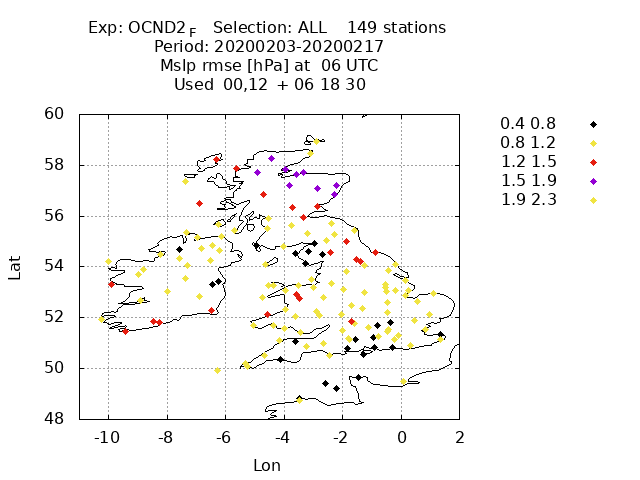 Exp: OCND2 F   Selection: ALL    149 stations
Period: 20200203-20200217
Mslp rmse [hPa] at  06 UTC
Used  00,12  + 06 18 30
60
58
56
54
52
50
48
Lat
-10 -8 -6 -4 -2 0 2
Lon
0.4 0.8
0.8 1.2
1.2 1.5
1.5 1.9
1.9 2.3